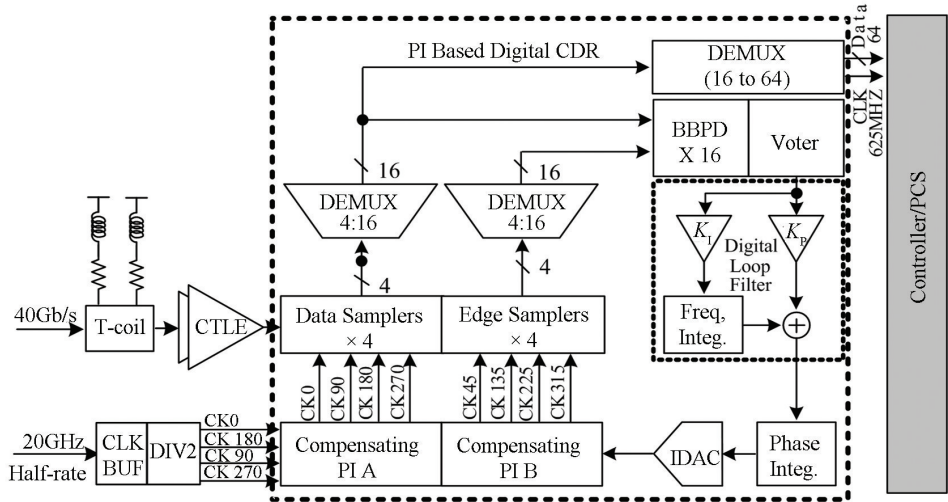 PI Based Digital CDR
DEMUX
(16 to 64)
Data
64
CLK
625MHZ
Controller/PCS
BBPD
X 16
Voter
16
16
DEMUX
4:16
DEMUX
4:16
4
4
K_I
K_P
Digital
Loop
Filter
Freq,
Integ.
+
40Gb/s
T-coil
CTLE
Data Samplers
× 4
Edge Samplers
× 4
CK0
CK90
CK180
CK270
CK45
CK135
CK225
CK315
20GHz
Half-rate
CLK
BUF
DIV2
CK0
CK 180
CK 90
CK 270
Compensating
PI A
Compensating
PI B
IDAC
Phase
Integ.